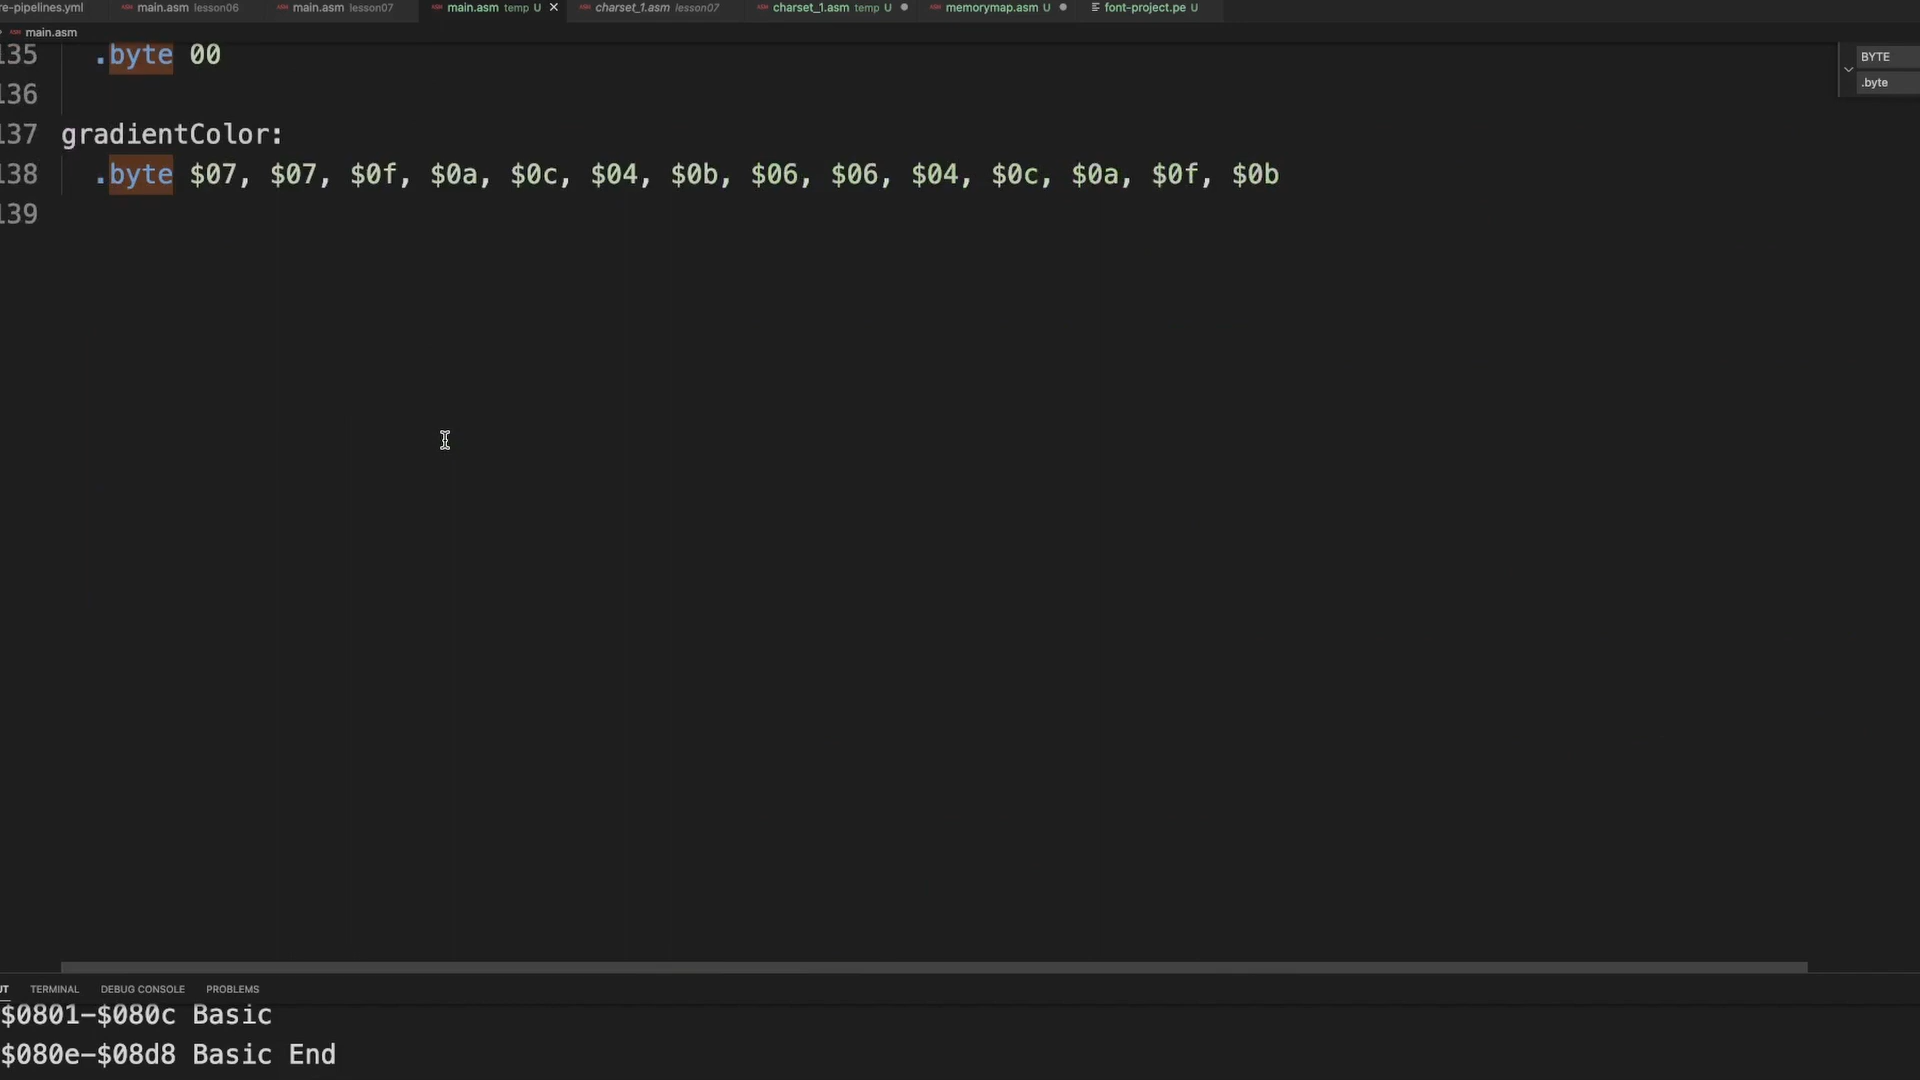 re-pipelines.yml main.asm lesson06 main.asm lesson07 main.asm temp U charset_1.asm lesson07 charset_1.asm temp U memorymap.asm U font-project.pe U
main.asm
135 .byte 00
BYTE
.byte
136
137 gradientColor:
138 .byte $07, $07, $0f, $0a, $0c, $04, $0b, $06, $06, $04, $0c, $0a, $0f, $0b
139
UT TERMINAL DEBUG CONSOLE PROBLEMS
$0801-$080c Basic
$080e-$08d8 Basic End